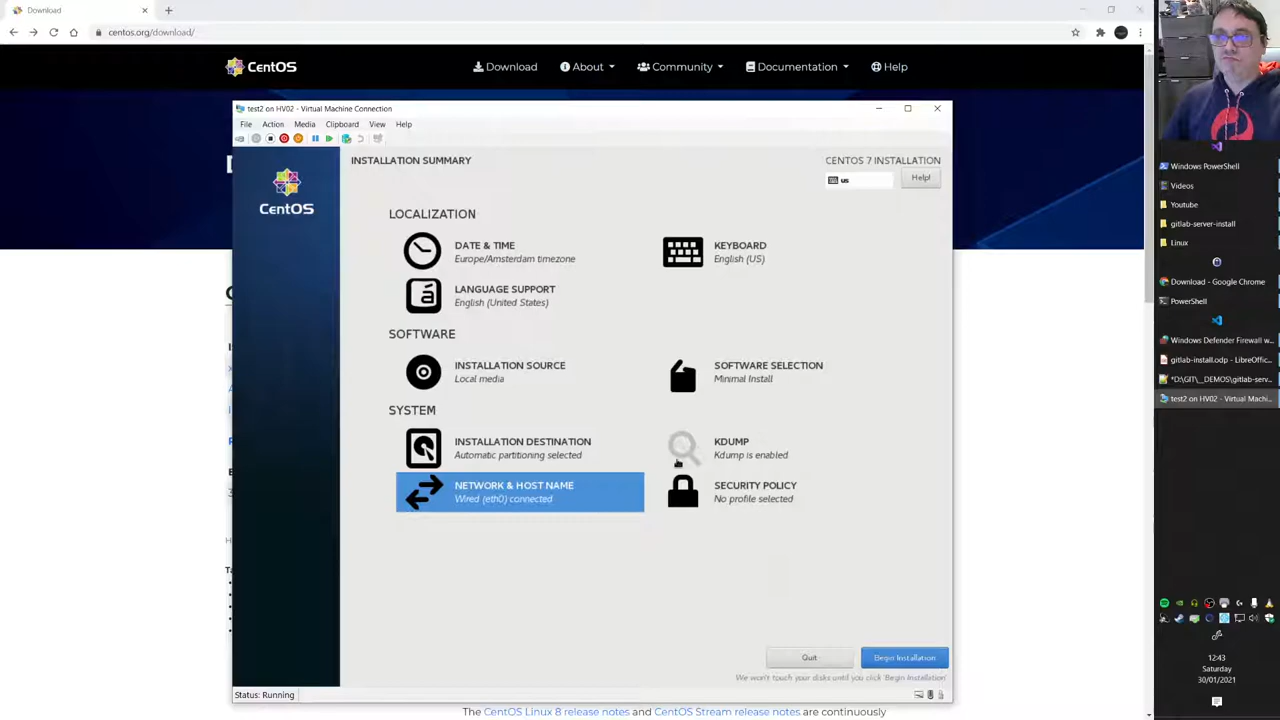 Download
centos.org/download/
CentOS
Download
About
Community
Documentation
Help
test2 on HV02 - Virtual Machine Connection
File Action Media Clipboard View Help
CentOS
INSTALLATION SUMMARY
CENTOS 7 INSTALLATION
us
Help!
LOCALIZATION
DATE & TIME
Europe/Amsterdam timezone
KEYBOARD
English (US)
LANGUAGE SUPPORT
English (United States)
SOFTWARE
INSTALLATION SOURCE
Local media
SOFTWARE SELECTION
Minimal Install
SYSTEM
INSTALLATION DESTINATION
Automatic partitioning selected
KDUMP
Kdump is enabled
NETWORK & HOST NAME
Wired (eth0) connected
SECURITY POLICY
No profile selected
Quit
Begin Installation
We won't touch your disks until you click 'Begin Installation'.
Status: Running
The CentOS Linux 8 release notes and CentOS Stream release notes are continuously
Windows PowerShell
Videos
Youtube
gitlab-server-install
Linux
Download - Google Chrome
PowerShell
Windows Defender Firewall w...
gitlab-install.odp - LibreOffic...
*D:\GIT\__DEMOS\gitlab-serv...
test2 on HV02 - Virtual Machi...
12:43
Saturday
30/01/2021